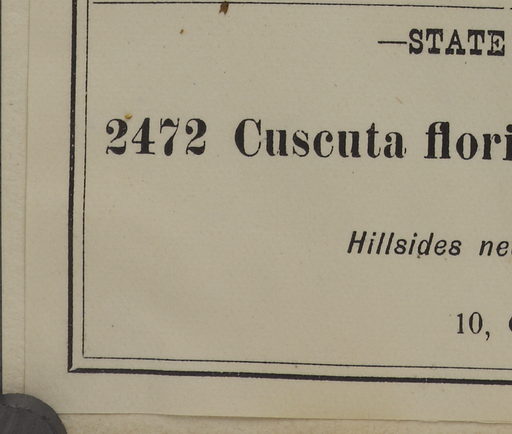 —STATE
2472 Cuscuta flori
Hillsides ne
10,